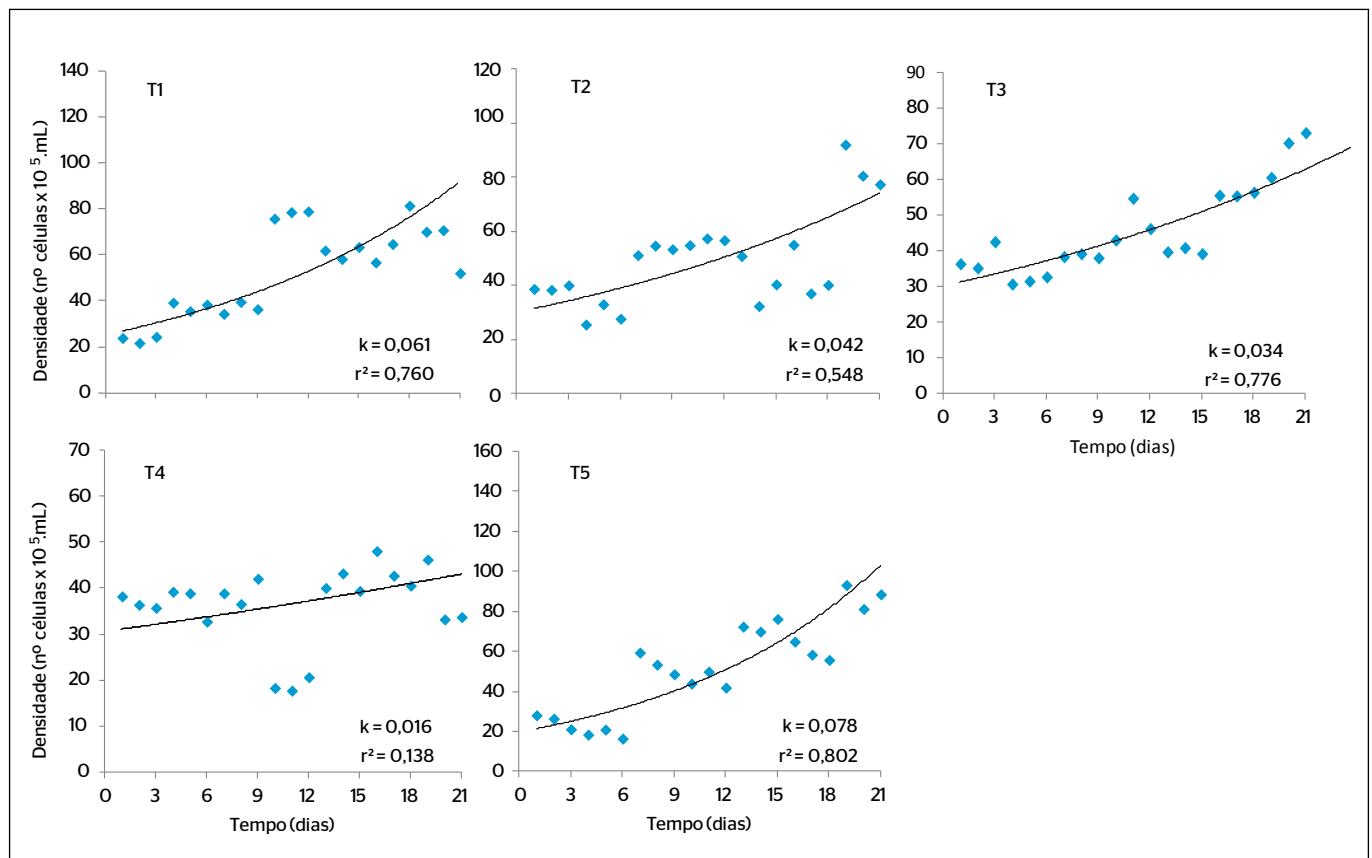 T1
Densidade (nº células x 10 ⁵.mL)
140
120
100
80
60
40
20
0
k = 0,061
r² = 0,760
T2
120
100
80
60
40
20
0
k = 0,042
r² = 0,548
T3
90
80
70
60
50
40
30
20
10
0
k = 0,034
r² = 0,776
0 3 6 9 12 15 18 21
Tempo (dias)
T4
Densidade (nº células x 10 ⁵.mL)
70
60
50
40
30
20
10
0
k = 0,016
r² = 0,138
0 3 6 9 12 15 18 21
Tempo (dias)
T5
160
140
120
100
80
60
40
20
0
k = 0,078
r² = 0,802
0 3 6 9 12 15 18 21
Tempo (dias)